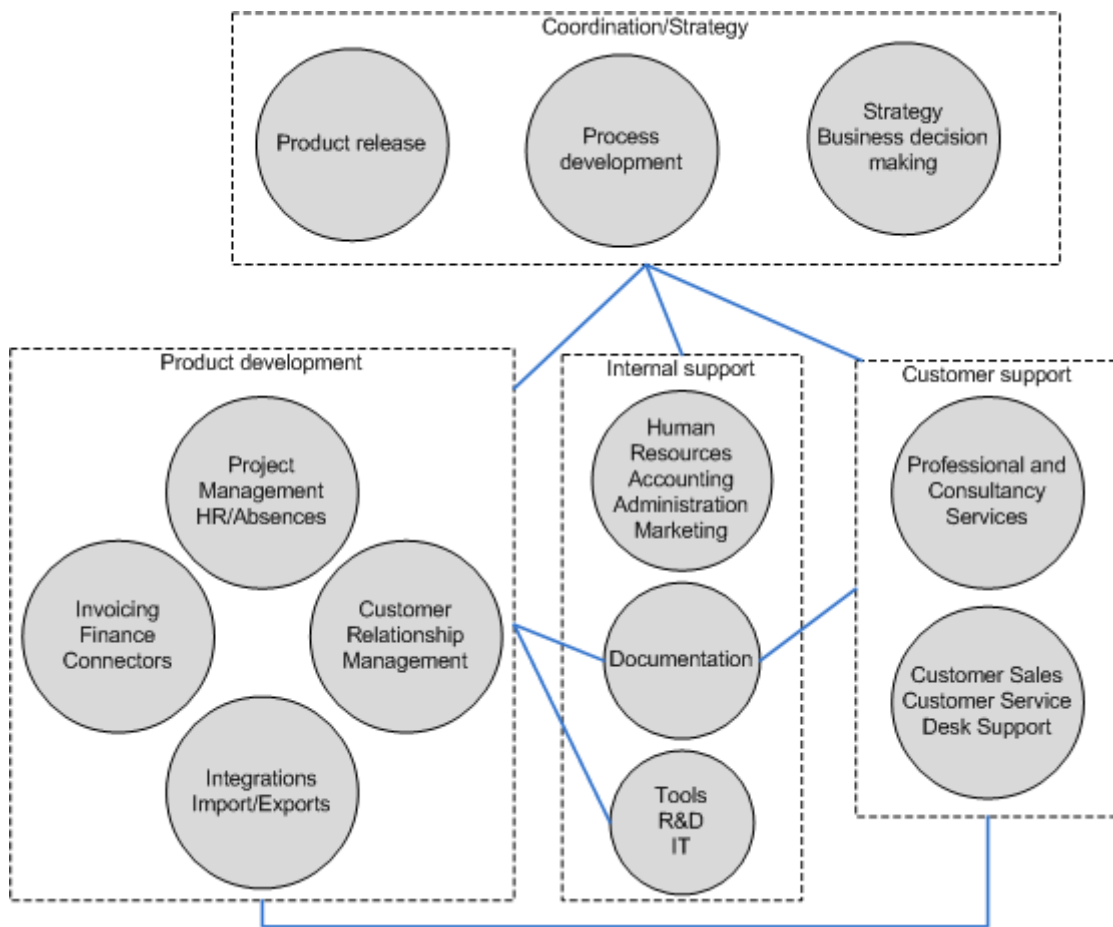 Coordination/Strategy
Product release
Process
development
Strategy
Business decision
making
Product development
Project
Management
HR/Absences
Invoicing
Finance
Connectors
Customer
Relationship
Management
Integrations
Import/Exports
Internal support
Human
Resources
Accounting
Administration
Marketing
Documentation
Tools
R&D
IT
Customer support
Professional and
Consultancy
Services
Customer Sales
Customer Service
Desk Support